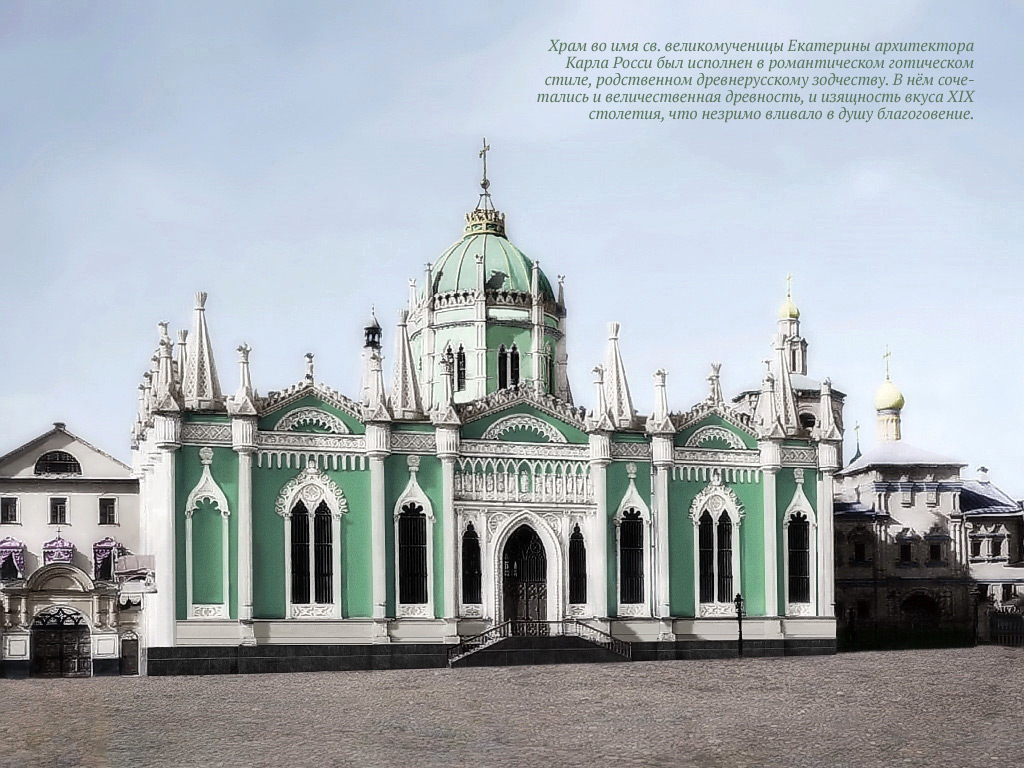 Храм во имя св. великомученицы Екатерины архитектора
Карла Росси был исполнен в романтическом готическом
стиле, родственном древнерусскому зодчеству. В нём соче-
тались и величественная древность, и изящность вкуса XIX
столетия, что незримо вливало в душу благоговение.